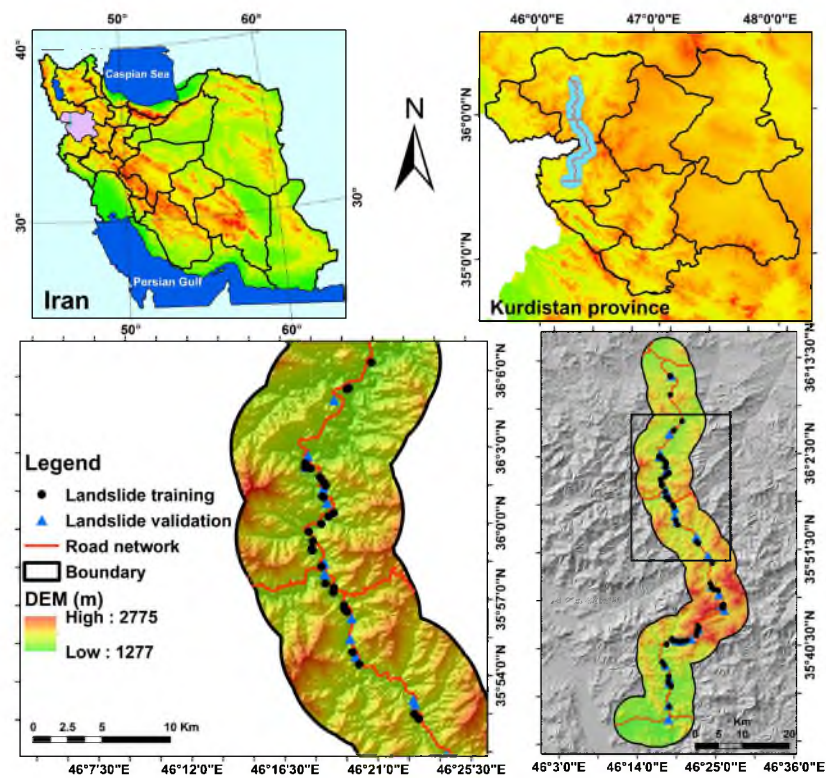 50°
60°
40°
Caspian Sea
30°
30°
Persian Gulf
Iran
50°
60°
N
46°0'0"E
47°0'0"E
48°0'0"E
36°0'0"N
35°0'0"N
Kurdistan province
36°6'0"N
36°3'0"N
36°0'0"N
35°57'0"N
35°54'0"N
Legend
Landslide training
Landslide validation
Road network
Boundary
DEM (m)
High : 2775
Low : 1277
0 2.5 5 10 Km
46°7'30"E
46°12'0"E
46°16'30"E
46°21'0"E
46°25'30"E
36°13'30"N
36°2'30"N
35°51'30"N
35°40'30"N
Km
0 5 10 20
46°3'0"E
46°14'0"E
46°25'0"E
46°36'0"E